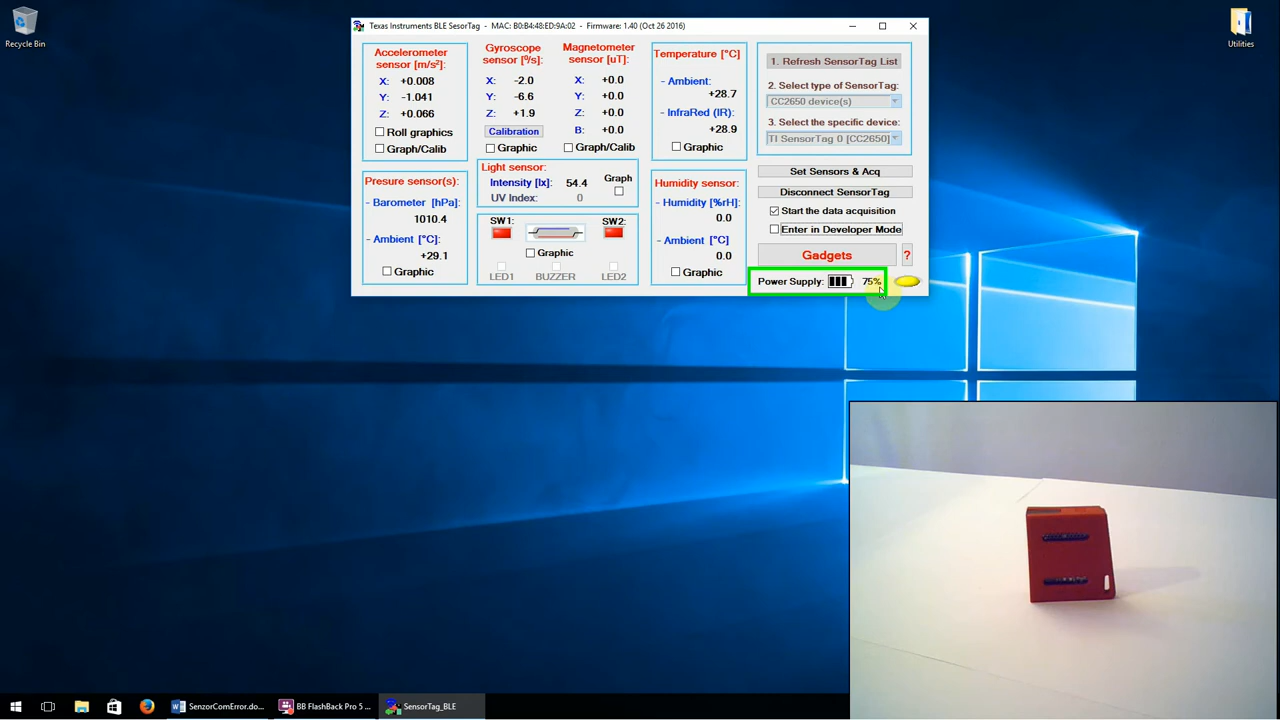 Recycle Bin
Utilities
Texas Instruments BLE SesorTag - MAC: B0:B4:48:ED:9A:02 - Firmware: 1.40 (Oct 26 2016)
Accelerometer
sensor [m/s²]:
X: +0.008
Y: -1.041
Z: +0.066
Roll graphics
Graph/Calib
Gyroscope
sensor [º/s]:
X: -2.0
Y: -6.6
Z: +1.9
Calibration
Graphic
Magnetometer
sensor [uT]:
X: +0.0
Y: +0.0
Z: +0.0
B: +0.0
Graph/Calib
Temperature [°C]
- Ambient:
+28.7
- InfraRed (IR):
+28.9
Graphic
1. Refresh SensorTag List
2. Select type of SensorTag:
CC2650 device(s)
3. Select the specific device:
TI SensorTag 0 [CC2650]
Presure sensor(s):
- Barometer [hPa]:
1010.4
- Ambient [°C]:
+29.1
Graphic
Light sensor:
Intensity [lx]: 54.4
UV Index: 0
Graph
SW1:
SW2:
Graphic
LED1
BUZZER
LED2
Humidity sensor:
- Humidity [%rH]
0.0
- Ambient [°C]
0.0
Graphic
Set Sensors & Acq
Disconnect SensorTag
Start the data acquisition
Enter in Developer Mode
Gadgets
?
Power Supply: 75%
SenzorComError.do...
BB FlashBack Pro 5 ...
SensorTag_BLE